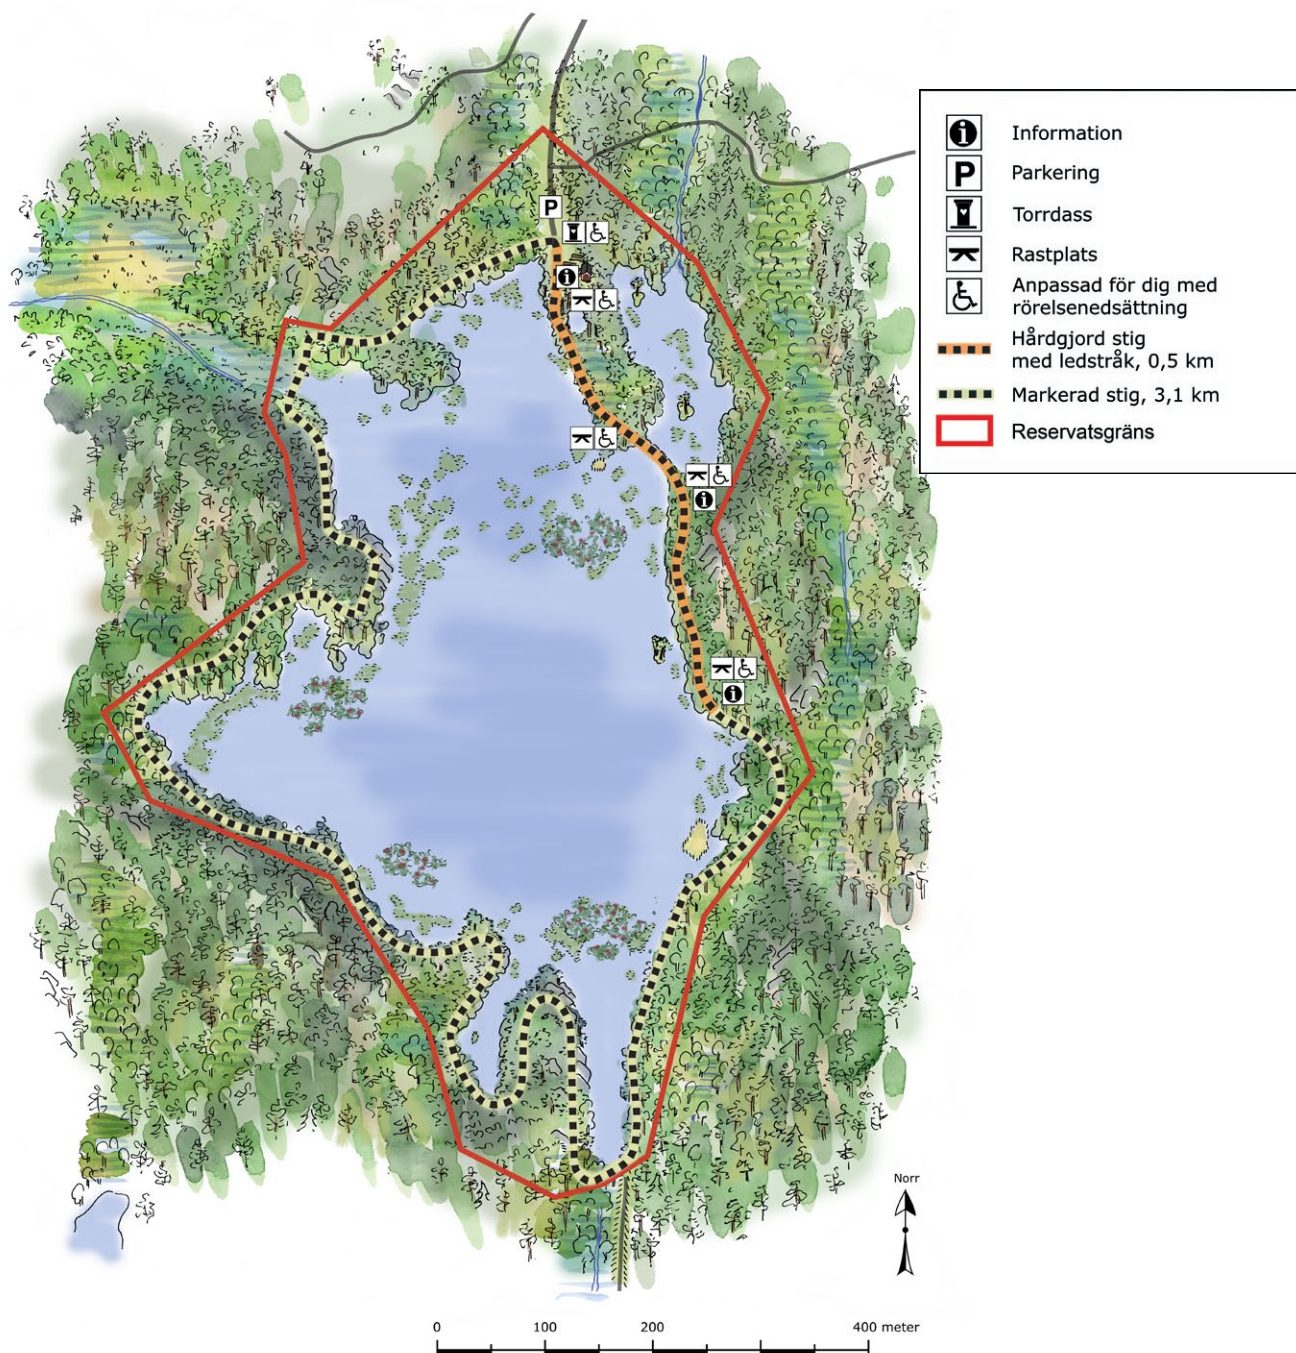 Information
P
Parkering
Torrdass
Rastplats
Anpassad för dig med
rörelsenedsättning
Hårdgjord stig
med ledstråk, 0,5 km
Markerad stig, 3,1 km
Reservatsgräns
P
i
i
i
i
Norr
0 100 200 400 meter